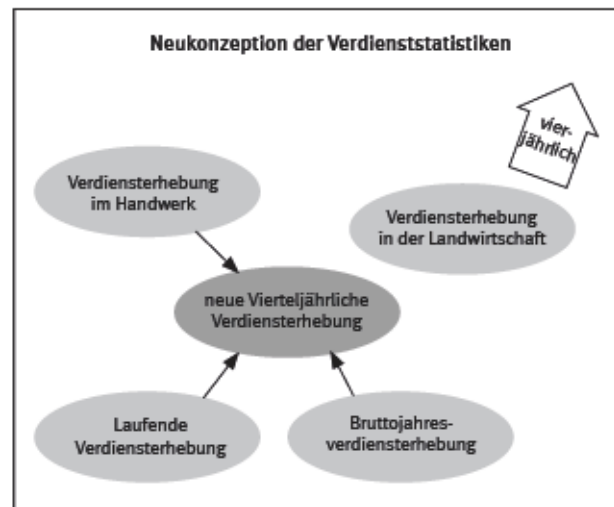 Neukonzeption der Verdienststatistiken
vier-
jährlich
Verdiensterhebung
im Handwerk
Verdiensterhebung
in der Landwirtschaft
neue Vierteljährliche
Verdiensterhebung
Laufende
Verdiensterhebung
Bruttojahres-
verdiensterhebung